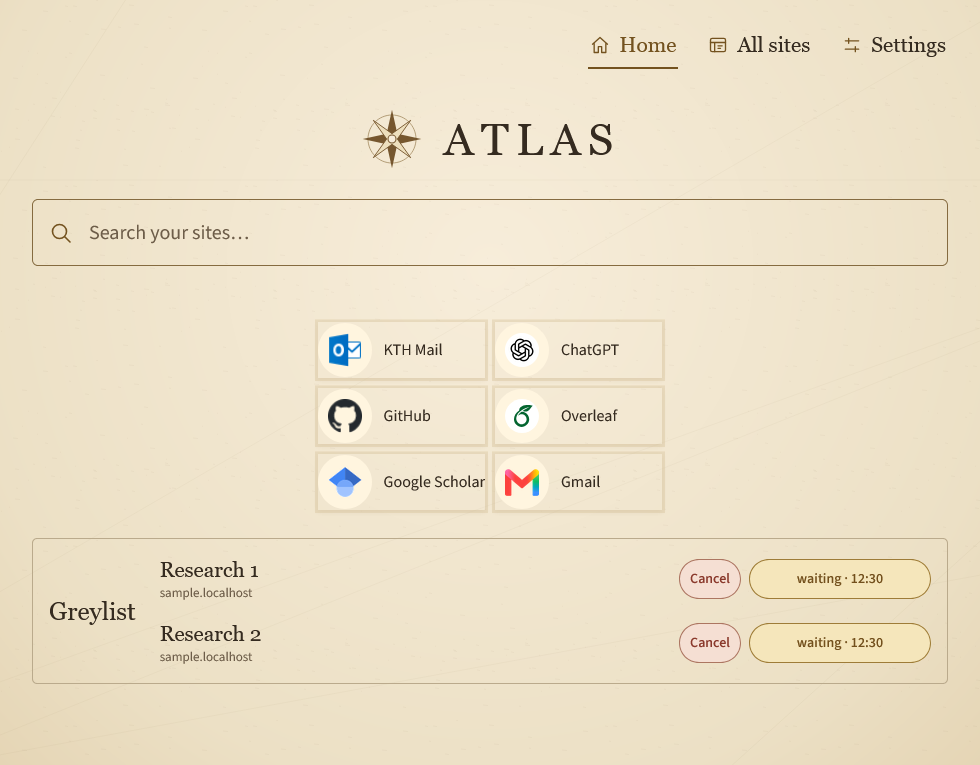 Home
All sites
Settings
ATLAS
Search your sites…
KTH Mail
ChatGPT
GitHub
Overleaf
Google Scholar
Gmail
Greylist
Research 1
sample.localhost
Cancel
waiting · 12:30
Research 2
sample.localhost
Cancel
waiting · 12:30